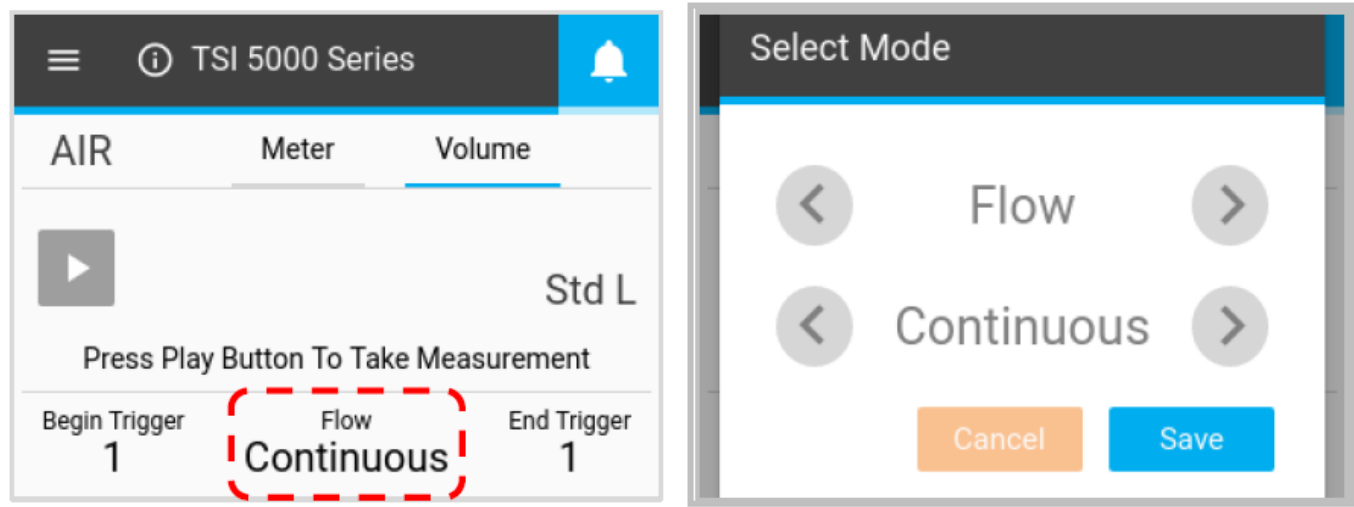 TSI 5000 Series
AIR Meter Volume
Std L
Press Play Button To Take Measurement
Begin Trigger Flow End Trigger
1 Continuous 1
Select Mode
Flow
Continuous
Cancel Save